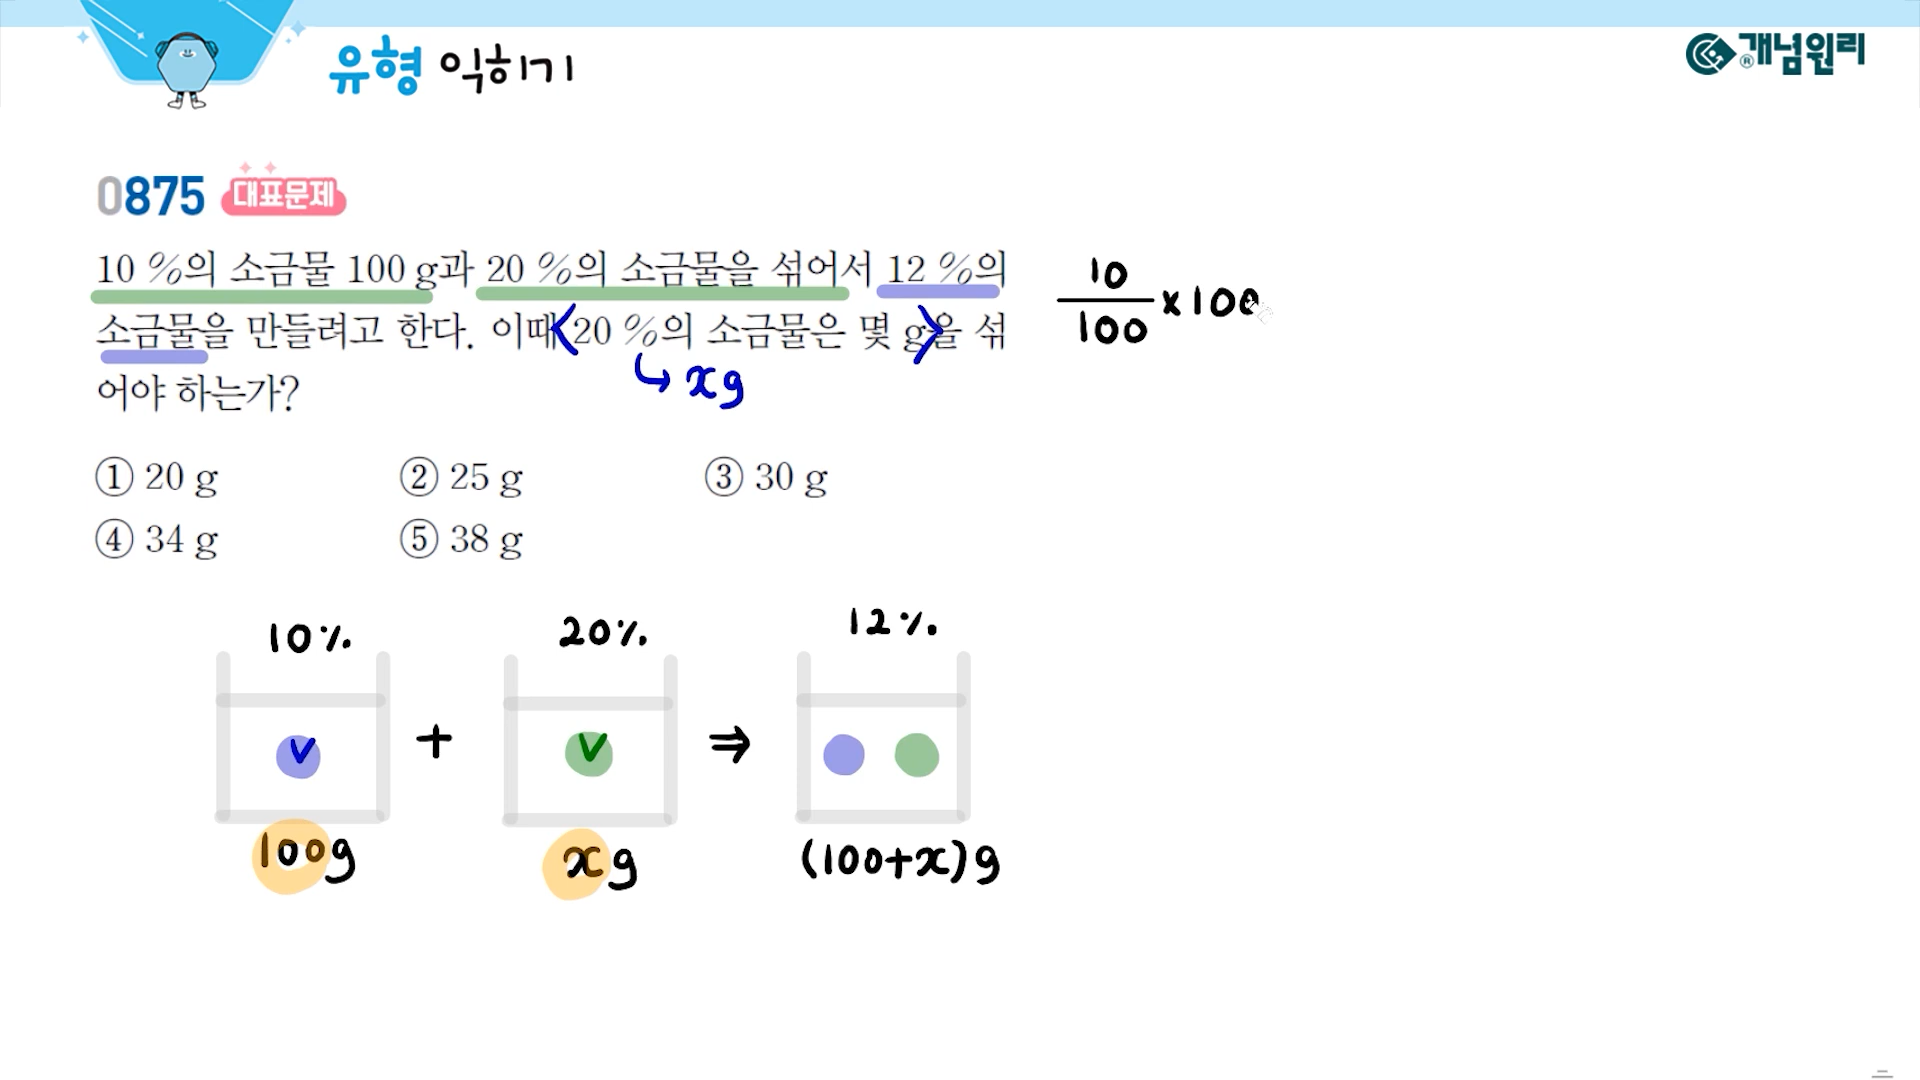 유형 익히기
개념원리®
0875 대표문제
10 %의 소금물 100 g과 20 %의 소금물을 섞어서 12 %의
소금물을 만들려고 한다. 이때 20 %의 소금물은 몇 g을 섞
어야 하는가?
x g
10/100 × 100
① 20 g ② 25 g ③ 30 g
④ 34 g ⑤ 38 g
10% 20% 12%
+ ⇒
100g xg (100+x)g